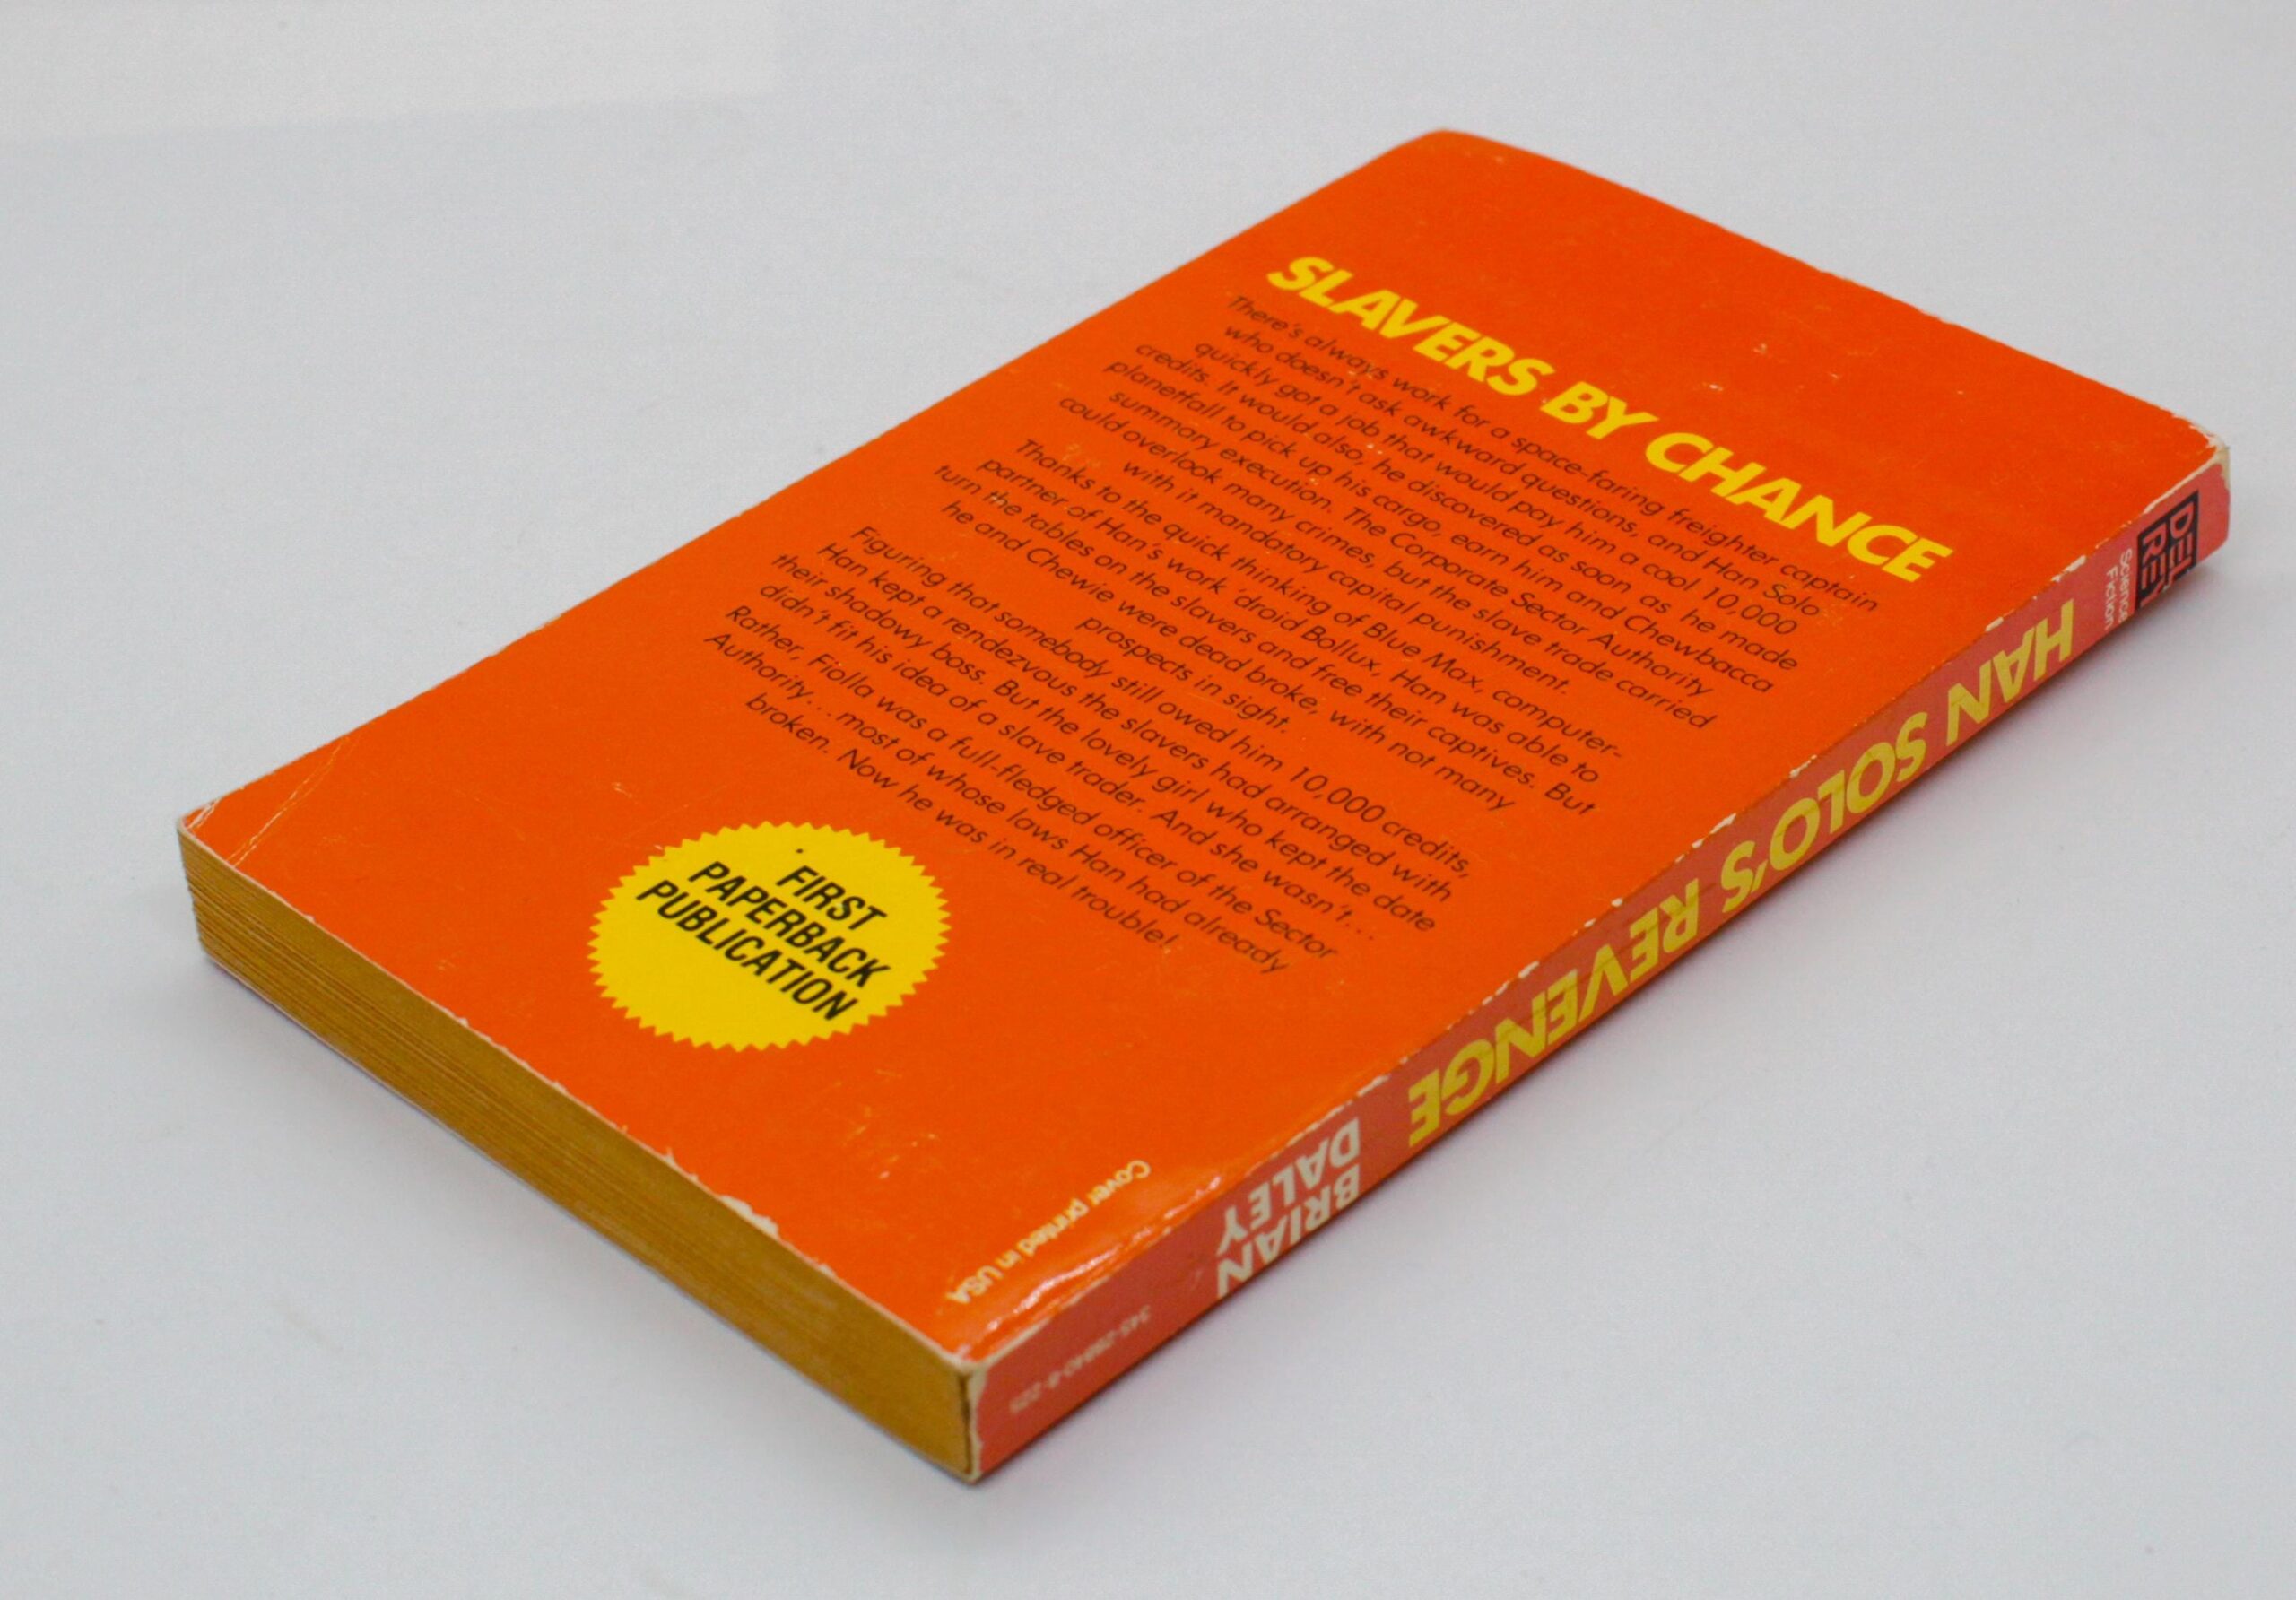 SLAVERS BY CHANCE
There's always work for a space-faring freighter captain
who doesn't ask awkward questions, and Han Solo
quickly got a job that would pay him a cool 10,000
credits. It would also, he discovered as soon as he made
planetfall to pick up his cargo, earn him and Chewbacca
summary execution. The Corporate Sector Authority
could overlook many crimes, but the slave trade carried
with it mandatory capital punishment.
Thanks to the quick thinking of Blue Max, computer-
partner of Han's work 'droid Bollux, Han was able to
turn the tables on the slavers and free their captives. But
he and Chewie were dead broke, with not many
prospects in sight.
Figuring that somebody still owed him 10,000 credits,
Han kept a rendezvous the slavers had arranged with
their shadowy boss. But the lovely girl who kept the date
didn't fit his idea of a slave trader. And she wasn't...
Rather, Fiolla was a full-fledged officer of the Sector
Authority...most of whose laws Han had already
broken. Now he was in real trouble!
FIRST
PAPERBACK
PUBLICATION
Cover printed in USA
DEL
REY
Science
Fiction
HAN SOLO'S REVENGE
BRIAN
DALEY
345-28840-8-225